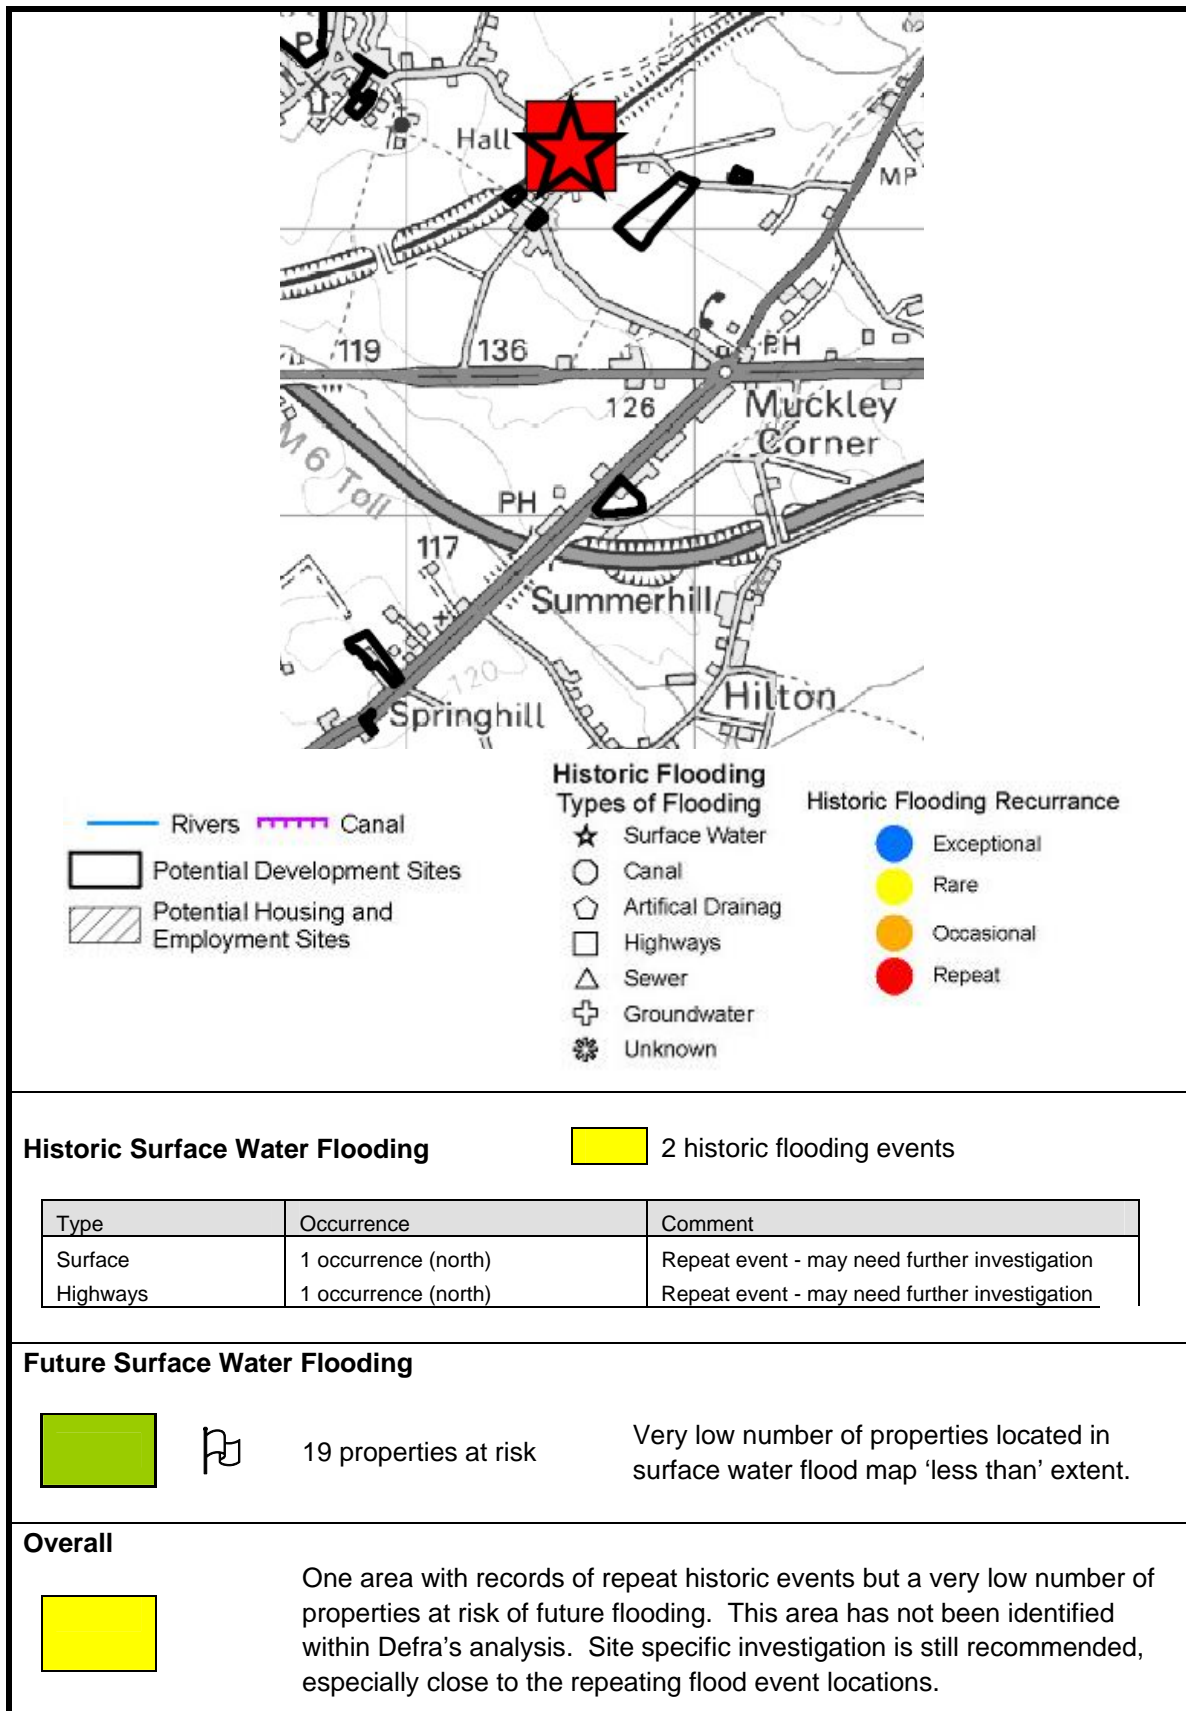 P
Hall
MP
119
136
PH
126
Muckley
Corner
M6 Toll
PH
117
Summerhill
120
Hilton
Springhill
Historic Flooding
Types of Flooding
Historic Flooding Recurrance
Rivers
Canal
Potential Development Sites
Potential Housing and
Employment Sites
Surface Water
Canal
Artifical Drainag
Highways
Sewer
Groundwater
Unknown
Exceptional
Rare
Occasional
Repeat
Historic Surface Water Flooding
2 historic flooding events
Type Occurrence Comment
Surface 1 occurrence (north) Repeat event - may need further investigation
Highways 1 occurrence (north) Repeat event - may need further investigation
Future Surface Water Flooding
19 properties at risk
Very low number of properties located in
surface water flood map ‘less than’ extent.
Overall
One area with records of repeat historic events but a very low number of
properties at risk of future flooding. This area has not been identified
within Defra’s analysis. Site specific investigation is still recommended,
especially close to the repeating flood event locations.